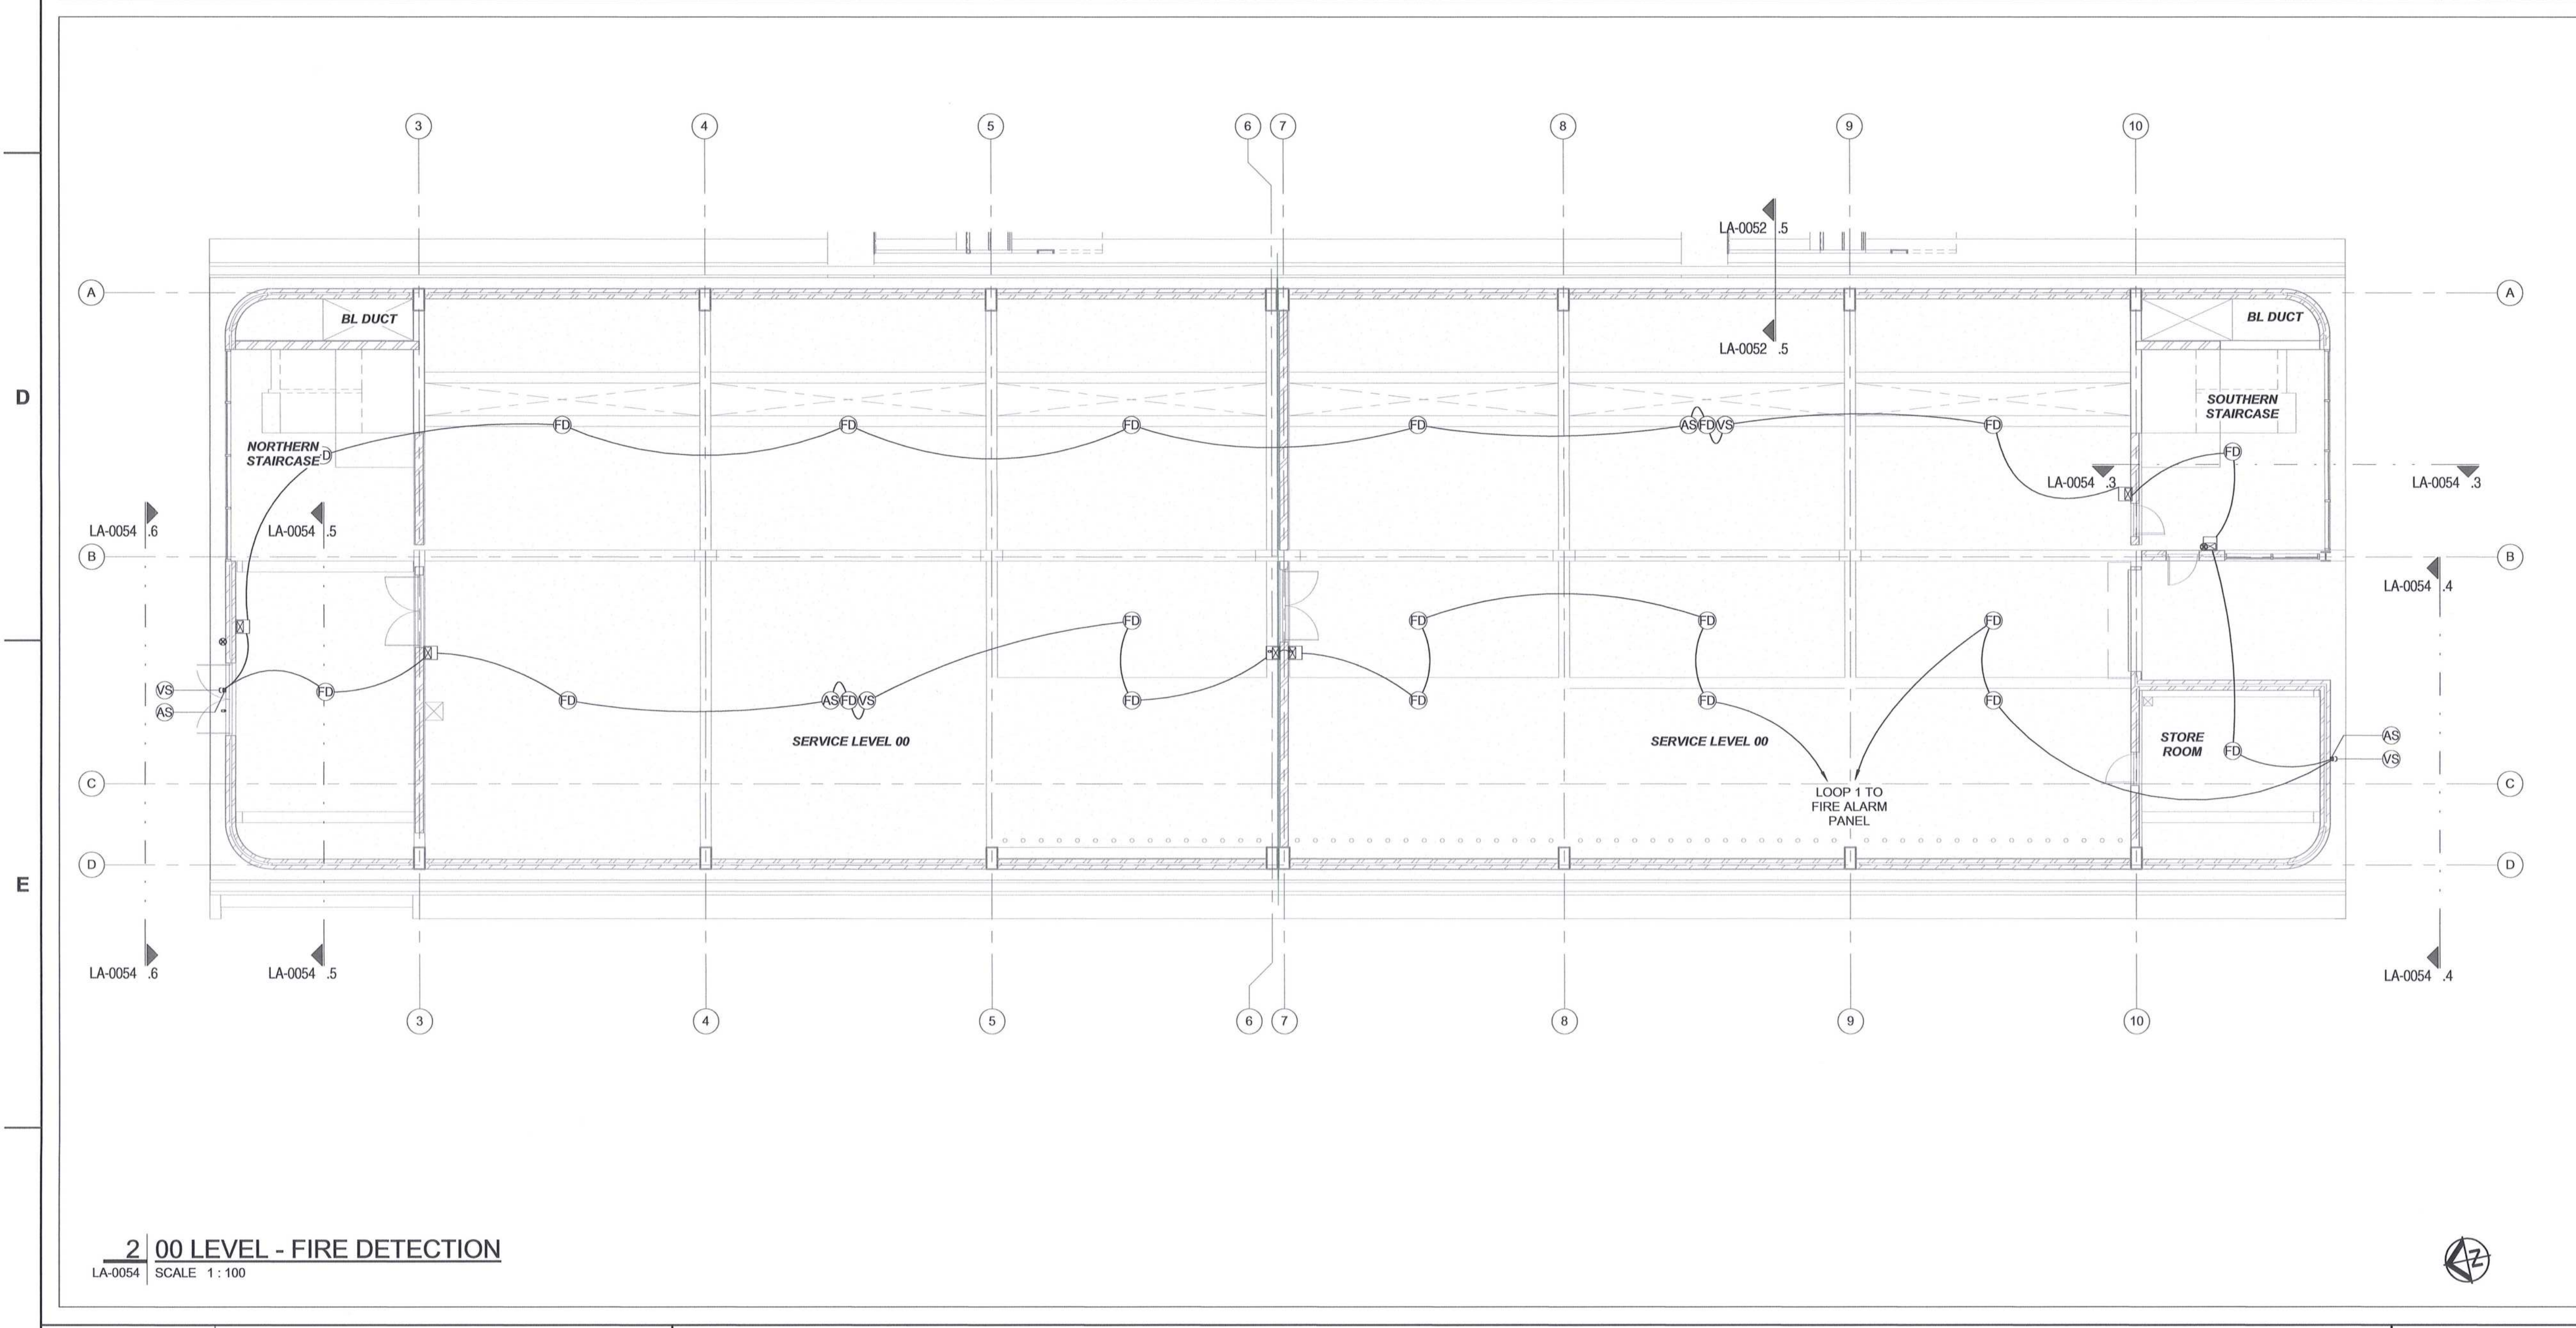 3 4 5 6 7 8 9 10
LA-0052 .5
A A
BL DUCT BL DUCT
LA-0052 .5
D
SOUTHERN
STAIRCASE
FD FD FD FD AS FD VS FD
NORTHERN
STAIRCASE D
FD
LA-0054 .3 LA-0054 .3
LA-0054 .6 LA-0054 .5
B B
LA-0054 .4
FD FD FD FD
VS FD
AS
FD AS FD VS FD FD FD FD
SERVICE LEVEL 00 SERVICE LEVEL 00
STORE
ROOM
FD
AS
VS
C C
LOOP 1 TO
FIRE ALARM
PANEL
D D
E
LA-0054 .6 LA-0054 .5 LA-0054 .4
3 4 5 6 7 8 9 10
2 00 LEVEL - FIRE DETECTION
LA-0054 SCALE 1 : 100
Z